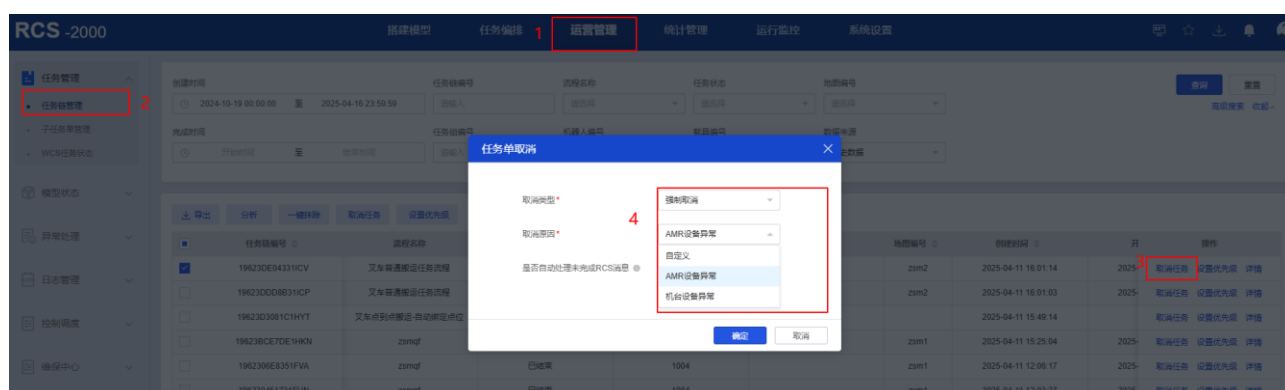 RCS -2000 搭建模型 任务编排 1 运营管理 统计管理 运行监控 系统设置
任务管理
任务链管理 2
子任务单管理
WCS任务状态
模型状态
异常处理
日志管理
控制调度
维保中心
创建时间 任务链编号 流程名称 任务状态 地图编号
2024-10-19 00:00:00 至 2025-04-16 23:59:59 请输入 请选择 请选择 请选择 查询 重置
高级搜索 收起
完成时间 任务组编号 机器人编号 载具编号 数据来源
开始时间 至 结束时间 请输入 史数据
任务单取消
取消类型* 强制取消
4
取消原因* AMR设备异常
自定义
是否自动处理未完成RCS消息
AMR设备异常
机台设备异常
确定 取消
导出 分析 一键抹除 取消任务 设置优先级
任务链编号 流程名称 地图编号 创建时间 开 操作
19623DE04331ICV 叉车普通搬运任务流程 zsm2 2025-04-11 16:01:14 2025- 3 取消任务 设置优先级 详情
19623DDD8B31ICP 叉车普通搬运任务流程 zsm2 2025-04-11 16:01:03 2025- 取消任务 设置优先级 详情
19623D3081C1HYT 叉车点到点搬运-自动绑定点位 2025-04-11 15:49:14 取消任务 设置优先级 详情
19623BCE7DE1HKN zsmqf zsm1 2025-04-11 15:25:04 2025- 取消任务 设置优先级 详情
1962306E8351FVA zsmqf 已结束 1004 zsm1 2025-04-11 12:06:17 2025- 取消任务 设置优先级 详情